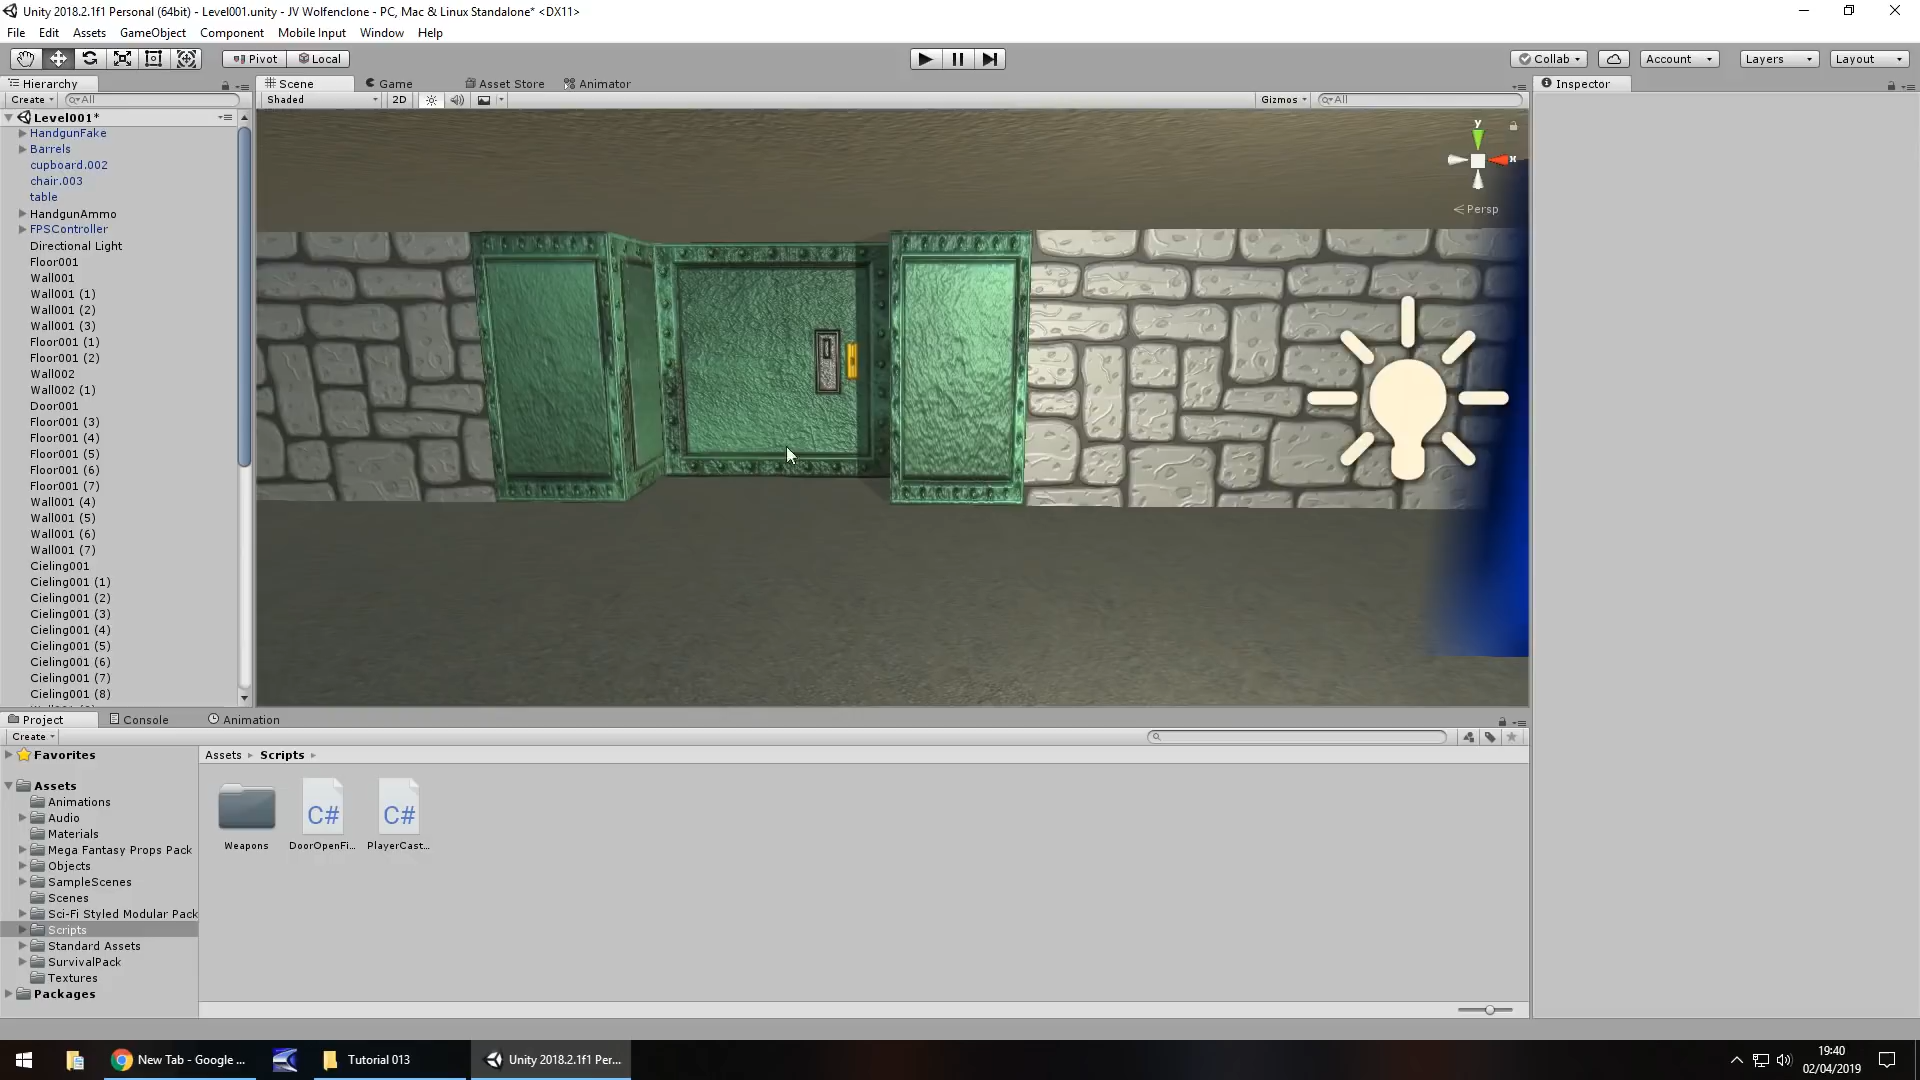 Unity 2018.2.1f1 Personal (64bit) - Level001.unity - JV Wolfenclone - PC, Mac & Linux Standalone* <DX11>
File Edit Assets GameObject Component Mobile Input Window Help
Pivot Local Collab Account Layers Layout
Hierarchy Scene Game Asset Store Animator Inspector
Create All Shaded 2D Gizmos All
Level001*
HandgunFake
Barrels
cupboard.002
chair.003
table
HandgunAmmo
FPSController
Directional Light
Floor001
Wall001
Wall001 (1)
Wall001 (2)
Wall001 (3)
Floor001 (1)
Floor001 (2)
Wall002
Wall002 (1)
Door001
Floor001 (3)
Floor001 (4)
Floor001 (5)
Floor001 (6)
Floor001 (7)
Wall001 (4)
Wall001 (5)
Wall001 (6)
Wall001 (7)
Cieling001
Cieling001 (1)
Cieling001 (2)
Cieling001 (3)
Cieling001 (4)
Cieling001 (5)
Cieling001 (6)
Cieling001 (7)
Cieling001 (8)
y
x
Persp
Project Console Animation
Create
Favorites
Assets
Animations
Audio
Materials
Mega Fantasy Props Pack
Objects
SampleScenes
Scenes
Sci-Fi Styled Modular Pack
Scripts
Standard Assets
SurvivalPack
Textures
Packages
Assets Scripts
C# C#
Weapons DoorOpenFi... PlayerCast...
New Tab - Google ... Tutorial 013 Unity 2018.2.1f1 Per...
19:40
02/04/2019